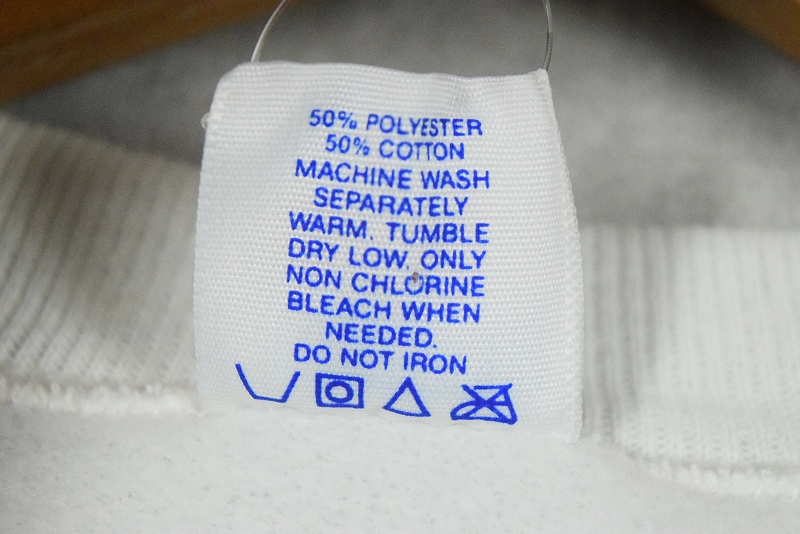 50% POLYESTER
50% COTTON
MACHINE WASH
SEPARATELY
WARM. TUMBLE
DRY LOW. ONLY
NON CHLORINE
BLEACH WHEN
NEEDED.
DO NOT IRON